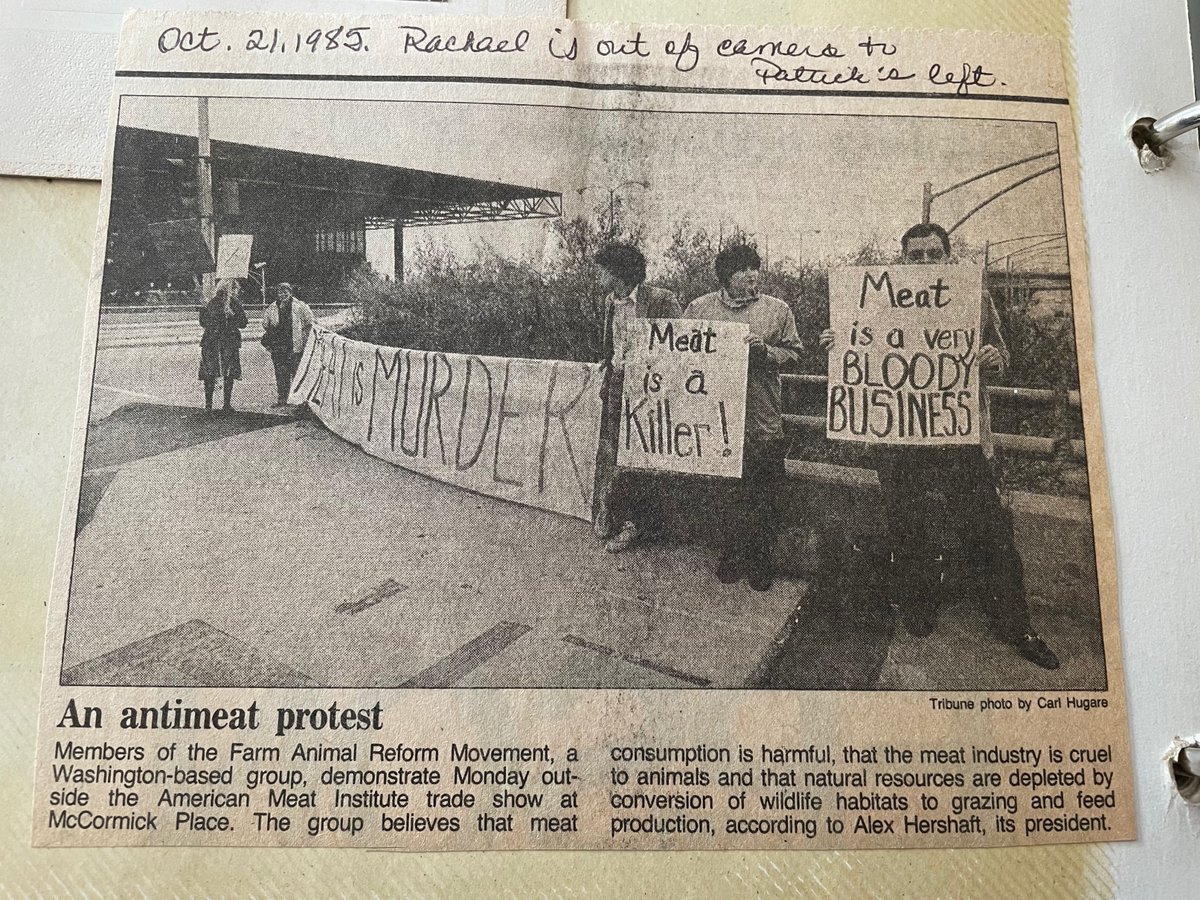 Oct. 21, 1985. Rachael is out of camera to
Patrick's left.
MEAT IS MURDER
Meat
is a
Killer!
Meat
is a very
BLOODY
BUSINESS
Tribune photo by Carl Hugare
An antimeat protest
Members of the Farm Animal Reform Movement, a
Washington-based group, demonstrate Monday out-
side the American Meat Institute trade show at
McCormick Place. The group believes that meat
consumption is harmful, that the meat industry is cruel
to animals and that natural resources are depleted by
conversion of wildlife habitats to grazing and feed
production, according to Alex Hershaft, its president.